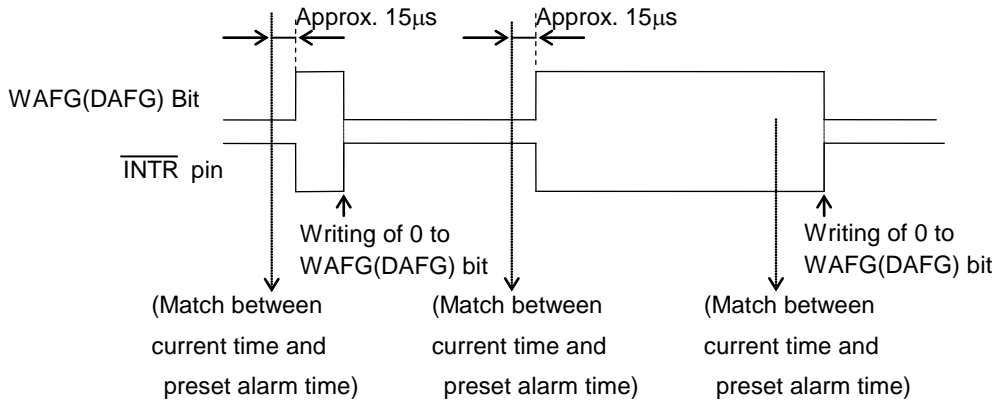 Approx. 15μs
Approx. 15μs
WAFG(DAFG) Bit
INTR pin
Writing of 0 to
WAFG(DAFG) bit
Writing of 0 to
WAFG(DAFG) bit
(Match between
current time and
preset alarm time)
(Match between
current time and
preset alarm time)
(Match between
current time and
preset alarm time)